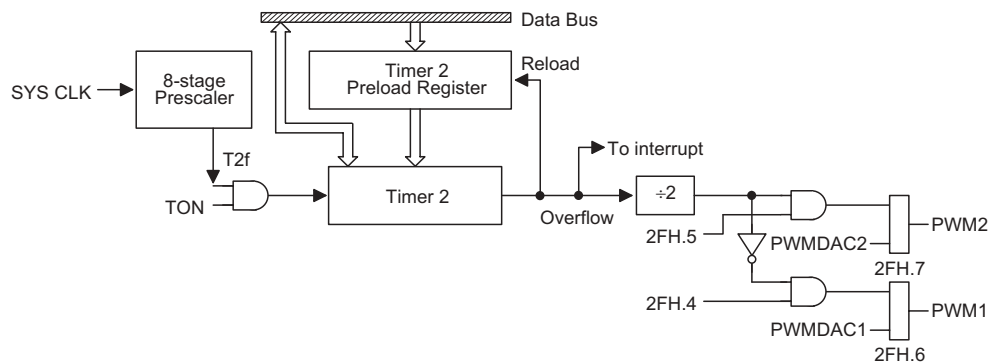 Data Bus
8-stage
Prescaler
Timer 2
Preload Register
Reload
SYS CLK
T2f
To interrupt
TON
Timer 2
Overflow
÷2
2FH.5
PWMDAC2
PWM2
2FH.7
2FH.4
PWMDAC1
PWM1
2FH.6